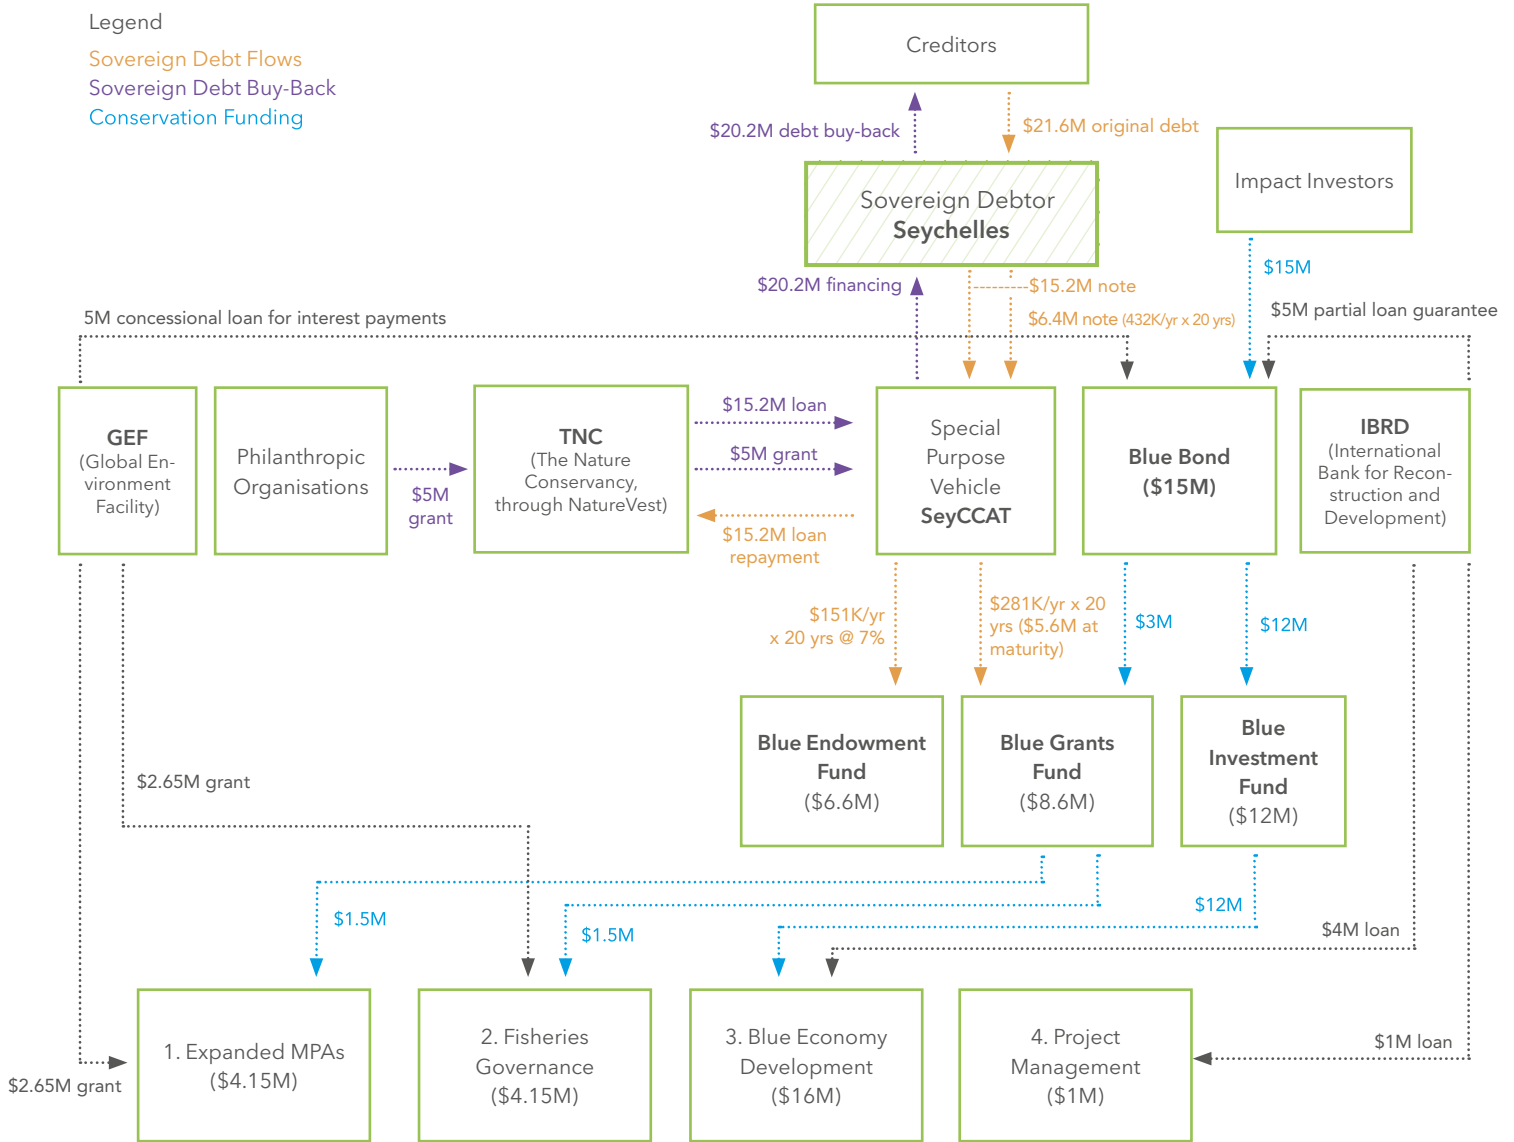 Legend
Sovereign Debt Flows
Sovereign Debt Buy-Back
Conservation Funding
Creditors
$20.2M debt buy-back
$21.6M original debt
Sovereign Debtor
Seychelles
Impact Investors
$15M
$20.2M financing
$15.2M note
$6.4M note (432K/yr x 20 yrs)
5M concessional loan for interest payments
$5M partial loan guarantee
GEF
(Global En-
vironment
Facility)
Philanthropic
Organisations
$5M
grant
TNC
(The Nature
Conservancy,
through NatureVest)
$15.2M loan
$5M grant
$15.2M loan
repayment
Special
Purpose
Vehicle
SeyCCAT
Blue Bond
($15M)
IBRD
(International
Bank for Recon-
struction and
Development)
$151K/yr
x 20 yrs @ 7%
$281K/yr x 20
yrs ($5.6M at
maturity)
$3M
$12M
Blue Endowment
Fund
($6.6M)
Blue Grants
Fund
($8.6M)
Blue
Investment
Fund
($12M)
$2.65M grant
$1.5M
$1.5M
$12M
$4M loan
$2.65M grant
1. Expanded MPAs
($4.15M)
2. Fisheries
Governance
($4.15M)
3. Blue Economy
Development
($16M)
4. Project
Management
($1M)
$1M loan